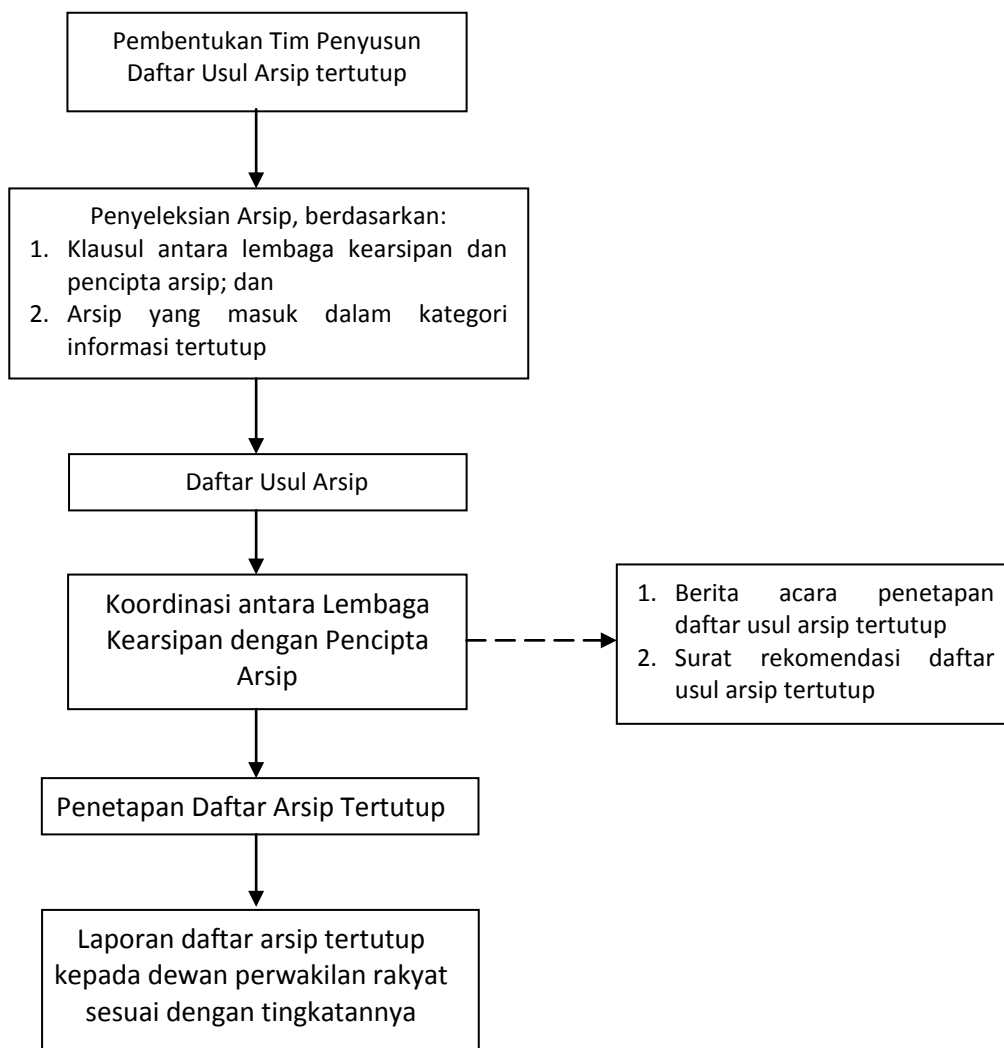 Pembentukan Tim Penyusun
Daftar Usul Arsip tertutup
Penyeleksian Arsip, berdasarkan:
1. Klausul antara lembaga kearsipan dan
pencipta arsip; dan
2. Arsip yang masuk dalam kategori
informasi tertutup
Daftar Usul Arsip
Koordinasi antara Lembaga
Kearsipan dengan Pencipta
Arsip
1. Berita acara penetapan
daftar usul arsip tertutup
2. Surat rekomendasi daftar
usul arsip tertutup
Penetapan Daftar Arsip Tertutup
Laporan daftar arsip tertutup
kepada dewan perwakilan rakyat
sesuai dengan tingkatannya